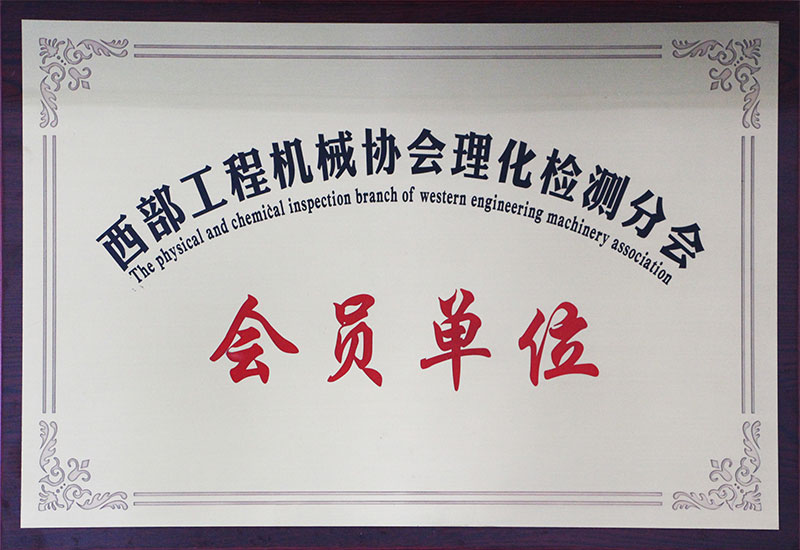 西部工程机械协会理化检测分会
The physical and chemical inspection branch of western engineering machinery association
会员单位